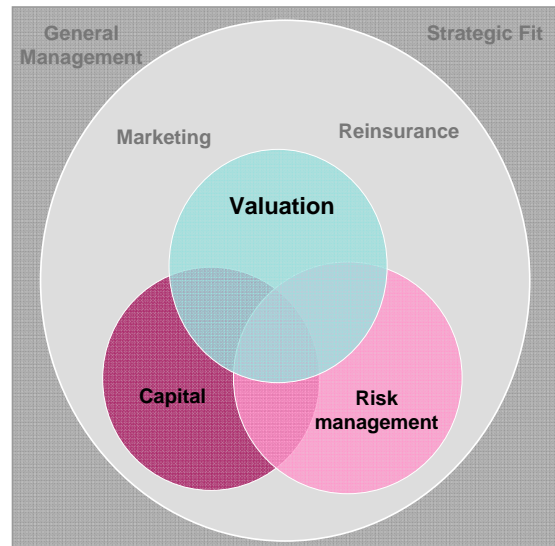 General
Management
Strategic Fit
Marketing
Reinsurance
Valuation
Capital
Risk
management